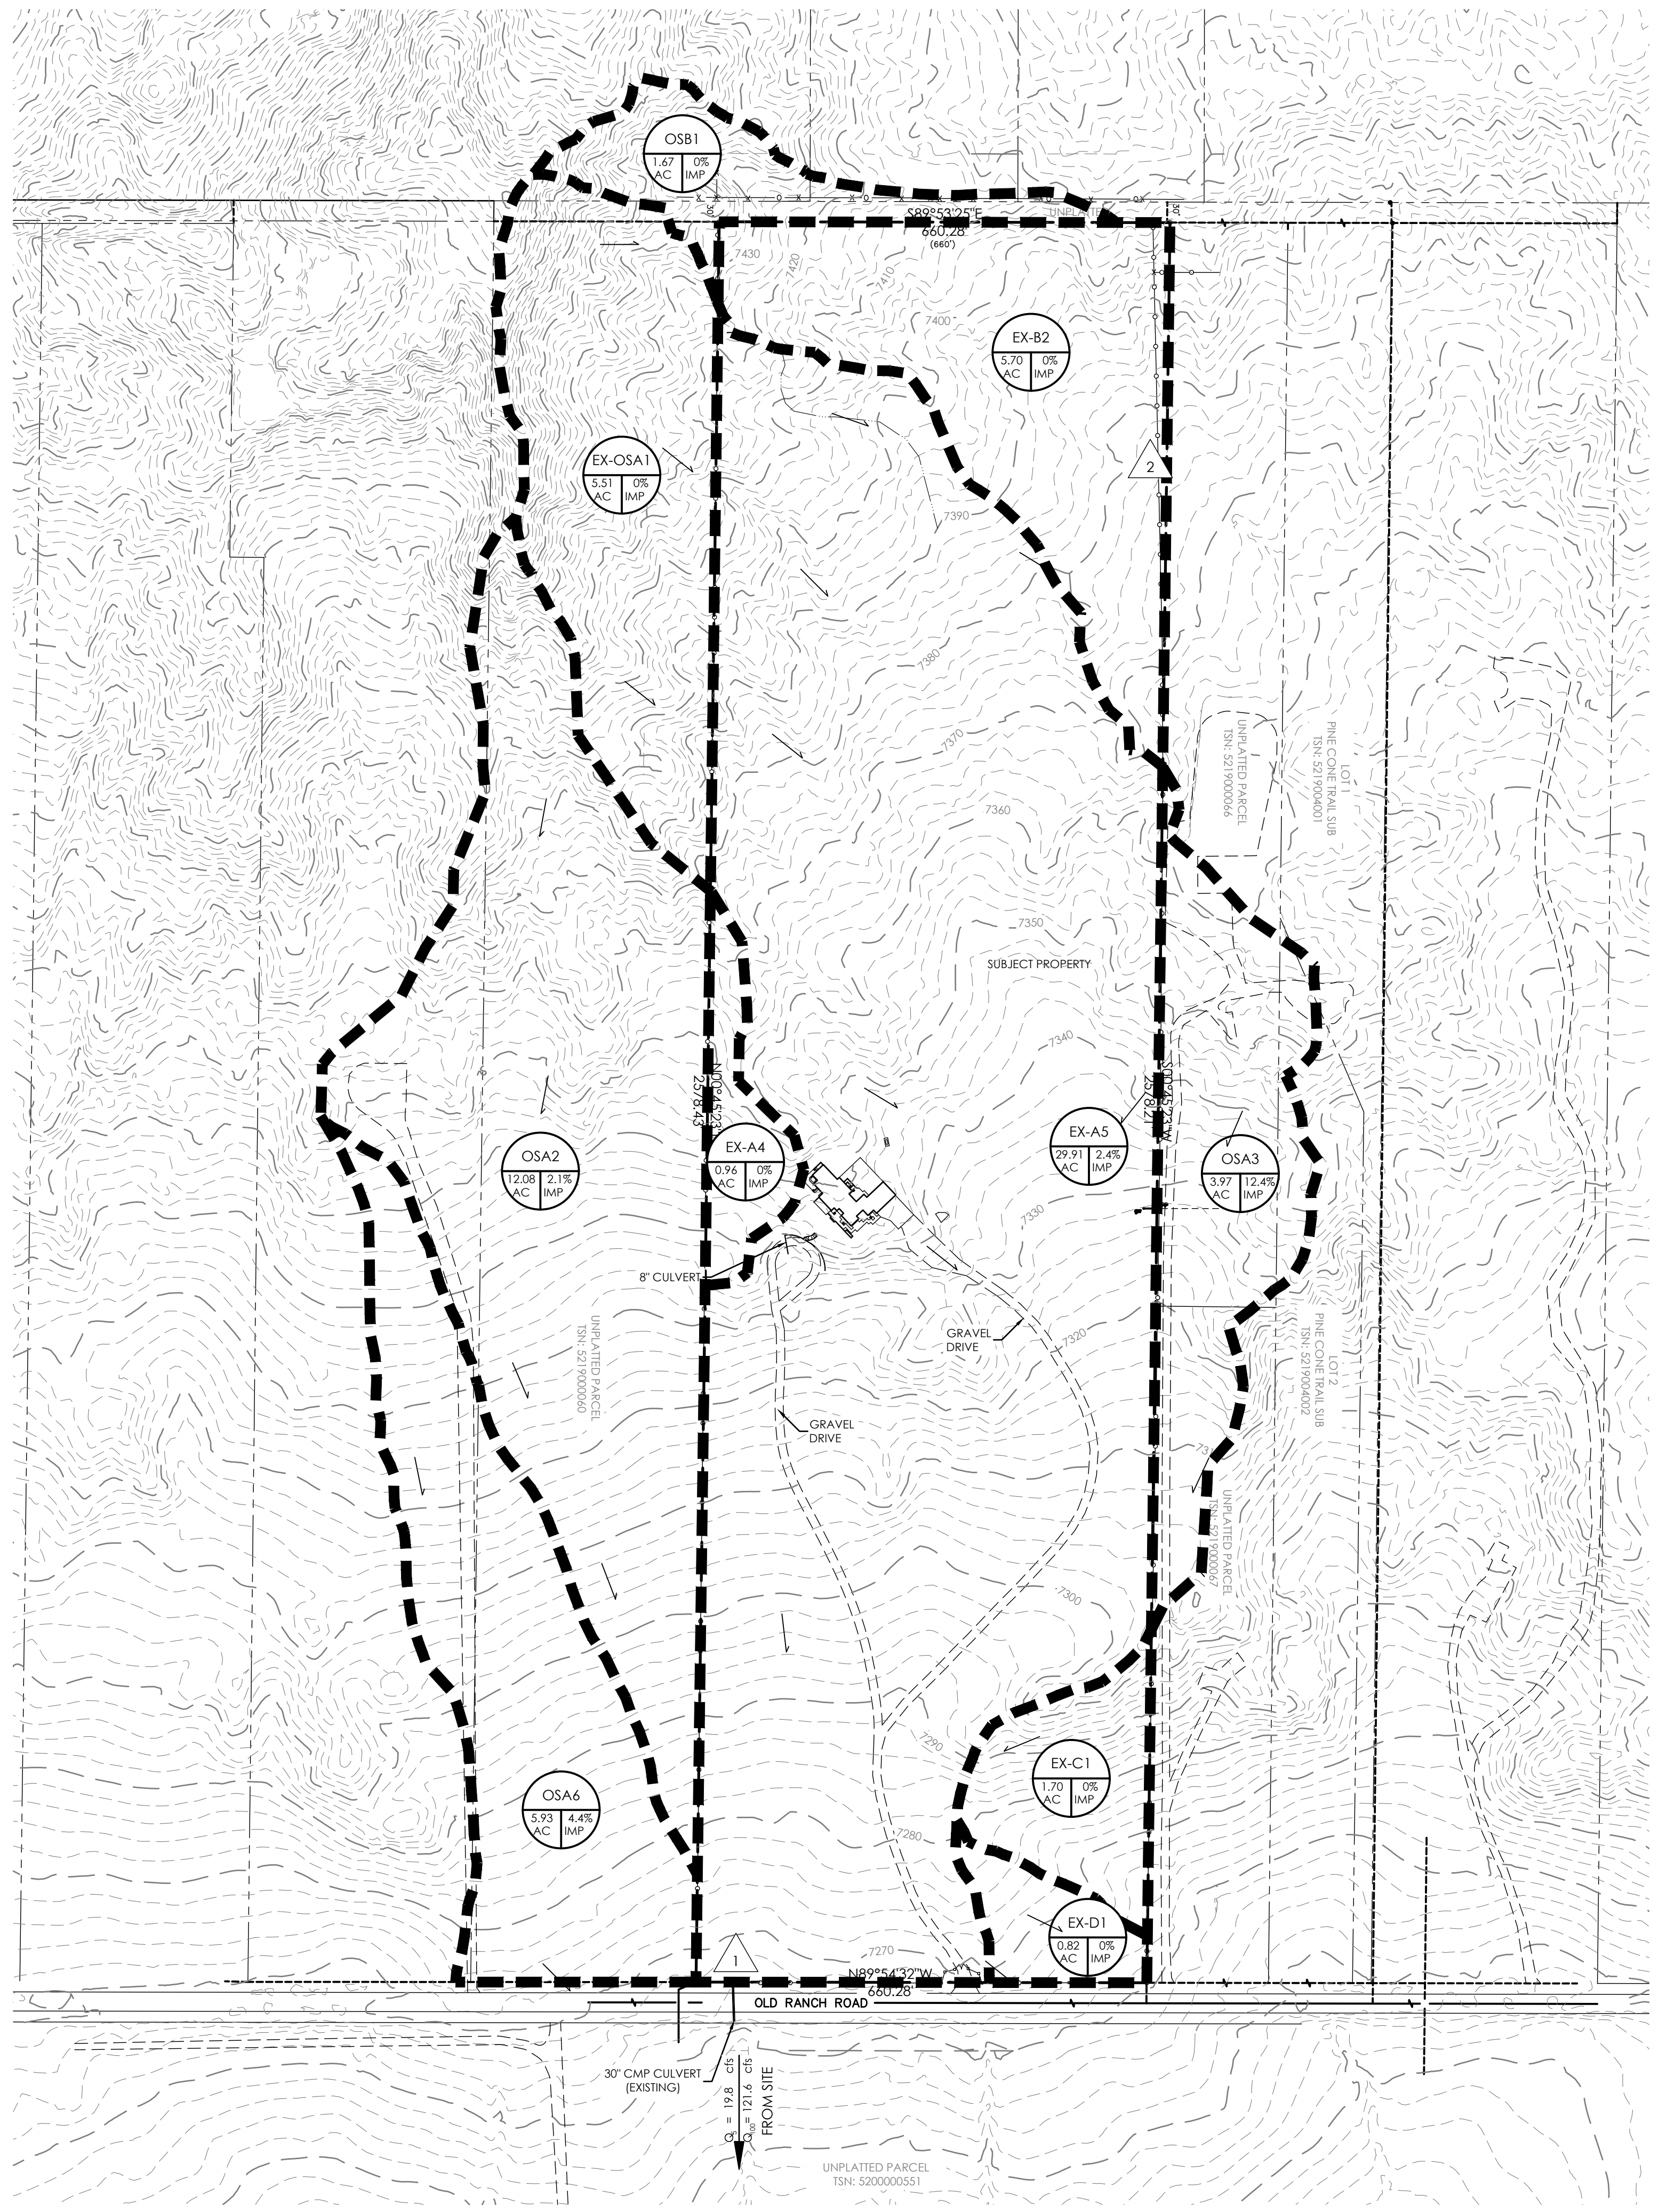 OSB1
1.67 0%
AC IMP
30'
S89°53'25"E
660.28'
(660')
30'
7430
7420
7410
7400
EX-B2
5.70 0%
AC IMP
EX-OSA1
5.51 0%
AC IMP
2
7390
7380
7370
7360
UNPLATTED PARCEL
TSN: 5219000066
LOT 1
PINE CONE TRAIL SUB
TSN: 5219004001
7350
SUBJECT PROPERTY
7340
2578.43'
2578.21'
EX-A4
0.96 0%
AC IMP
EX-A5
29.91 2.4%
AC IMP
OSA2
12.08 2.1%
AC IMP
OSA3
3.97 12.4%
AC IMP
7330
8" CULVERT
GRAVEL
DRIVE
7320
UNPLATTED PARCEL
TSN: 5219000060
LOT 2
PINE CONE TRAIL SUB
TSN: 5219004002
GRAVEL
DRIVE
UNPLATTED PARCEL
TSN: 5219000067
7300
7290
EX-C1
1.70 0%
AC IMP
OSA6
5.93 4.4%
AC IMP
7280
EX-D1
0.82 0%
AC IMP
7270
1
N89°54'32"W
660.28'
OLD RANCH ROAD
30" CMP CULVERT
(EXISTING)
Q5 = 19.8 cfs
Q100 = 121.6 cfs
FROM SITE
UNPLATTED PARCEL
TSN: 5200000551